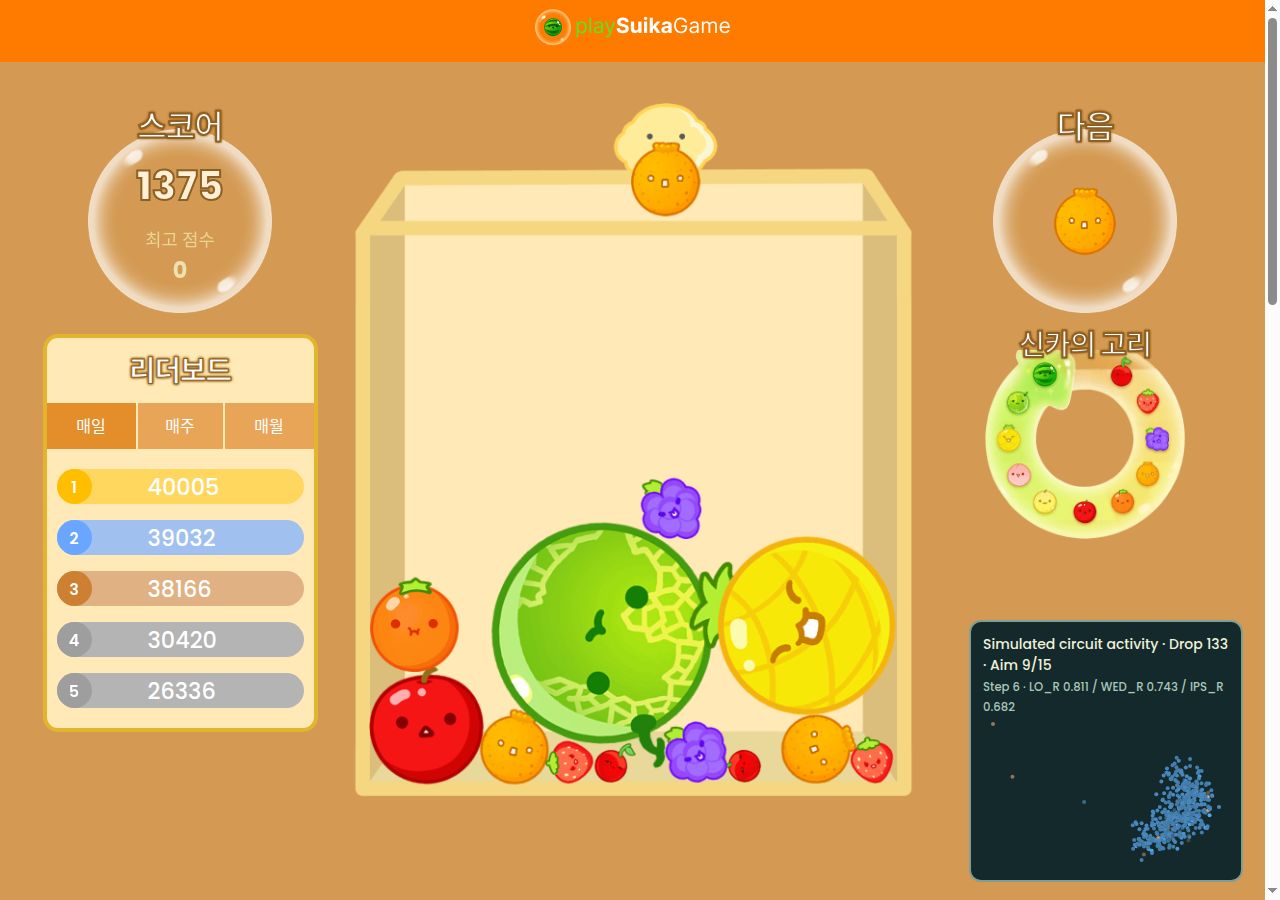 playSuikaGame
스코어
1375
최고 점수
0
다음
신카의 고리
리더보드
매일 매주 매월
1 40005
2 39032
3 38166
4 30420
5 26336
Simulated circuit activity · Drop 133
· Aim 9/15
Step 6 · LO_R 0.811 / WED_R 0.743 / IPS_R
0.682